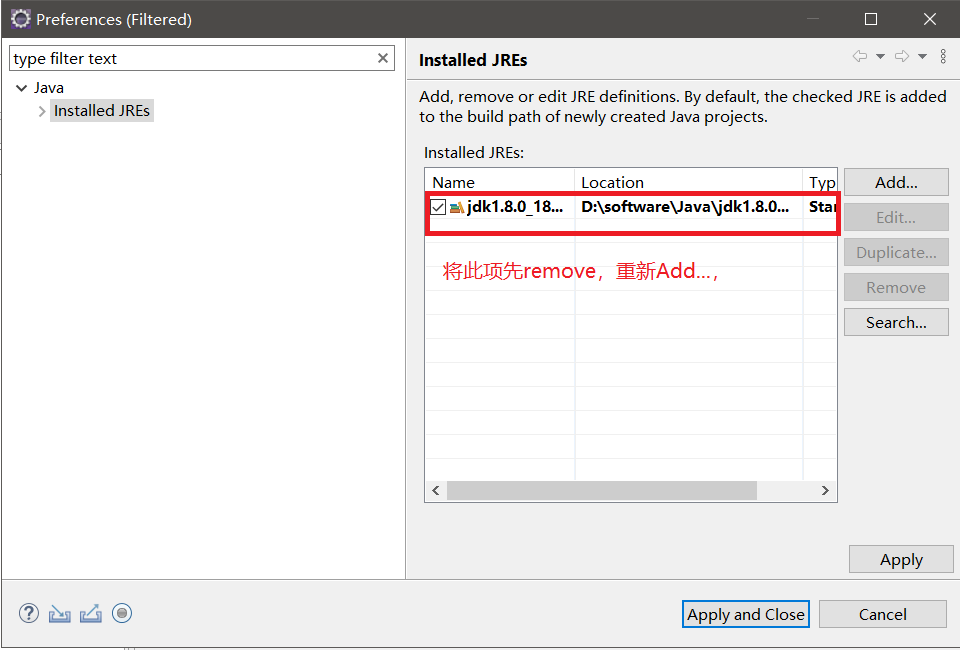 Preferences (Filtered)
type filter text
Java
Installed JREs
Installed JREs
Add, remove or edit JRE definitions. By default, the checked JRE is added
to the build path of newly created Java projects.
Installed JREs:
Name Location Typ
jdk1.8.0_18... D:\software\Java\jdk1.8.0... Star
将此项先remove，重新Add...，
Add...
Edit...
Duplicate...
Remove
Search...
Apply
?
Apply and Close Cancel